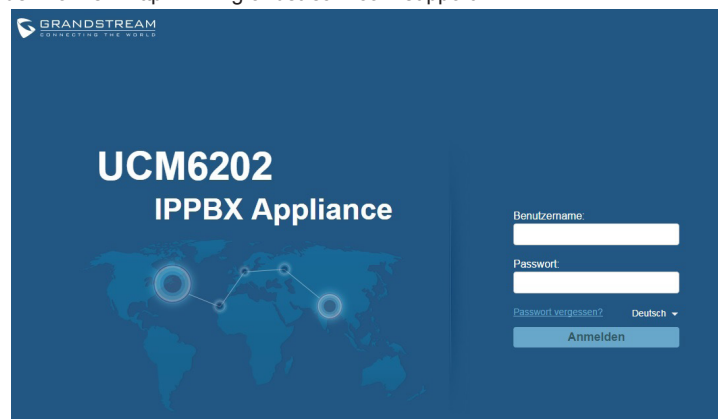 GRANDSTREAM
CONNECTING THE WORLD
UCM6202
IPPBX Appliance
Benutzername:
Passwort:
Passwort vergessen?
Deutsch
Anmelden